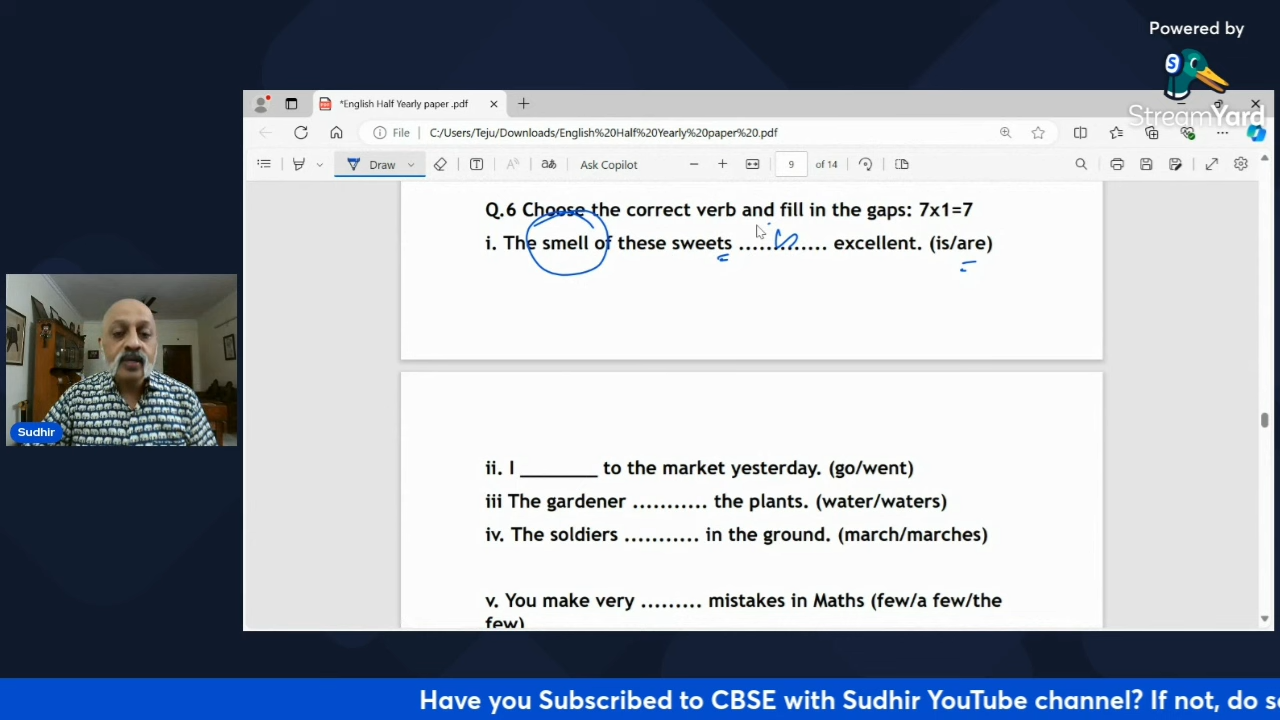 Powered by
StreamYard
*English Half Yearly paper .pdf
File C:/Users/Teju/Downloads/English%20Half%20Yearly%20paper%20.pdf
Draw
Ask Copilot
9 of 14
Q.6 Choose the correct verb and fill in the gaps: 7x1=7
i. The smell of these sweets ............. excellent. (is/are)
is
ii. I ________ to the market yesterday. (go/went)
iii The gardener ........... the plants. (water/waters)
iv. The soldiers ........... in the ground. (march/marches)
v. You make very ......... mistakes in Maths (few/a few/the
few)
Sudhir
Have you Subscribed to CBSE with Sudhir YouTube channel? If not, do s